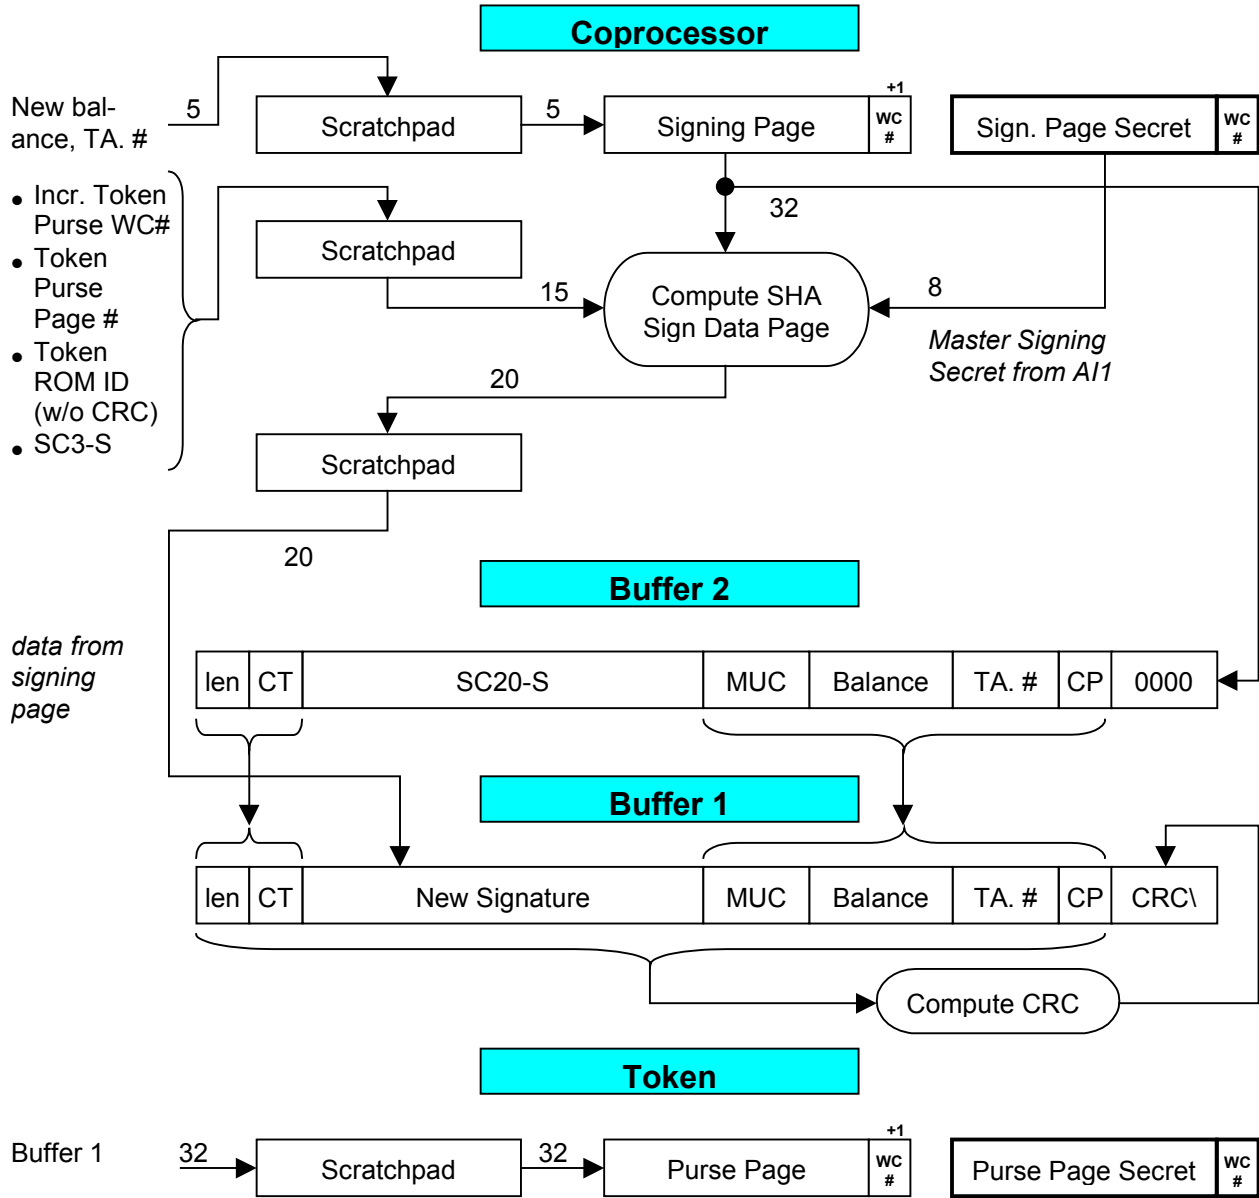 Coprocessor
New bal-
ance, TA. #
5
Scratchpad
5
Signing Page
+1
WC
#
Sign. Page Secret
WC
#
• Incr. Token
Purse WC#
• Token
Purse
Page #
• Token
ROM ID
(w/o CRC)
• SC3-S
Scratchpad
15
32
Compute SHA
Sign Data Page
8
Master Signing
Secret from AI1
20
Scratchpad
20
Buffer 2
data from
signing
page
len CT SC20-S MUC Balance TA. # CP 0000
Buffer 1
len CT New Signature MUC Balance TA. # CP CRC\
Compute CRC
Token
Buffer 1
32
Scratchpad
32
Purse Page
+1
WC
#
Purse Page Secret
WC
#